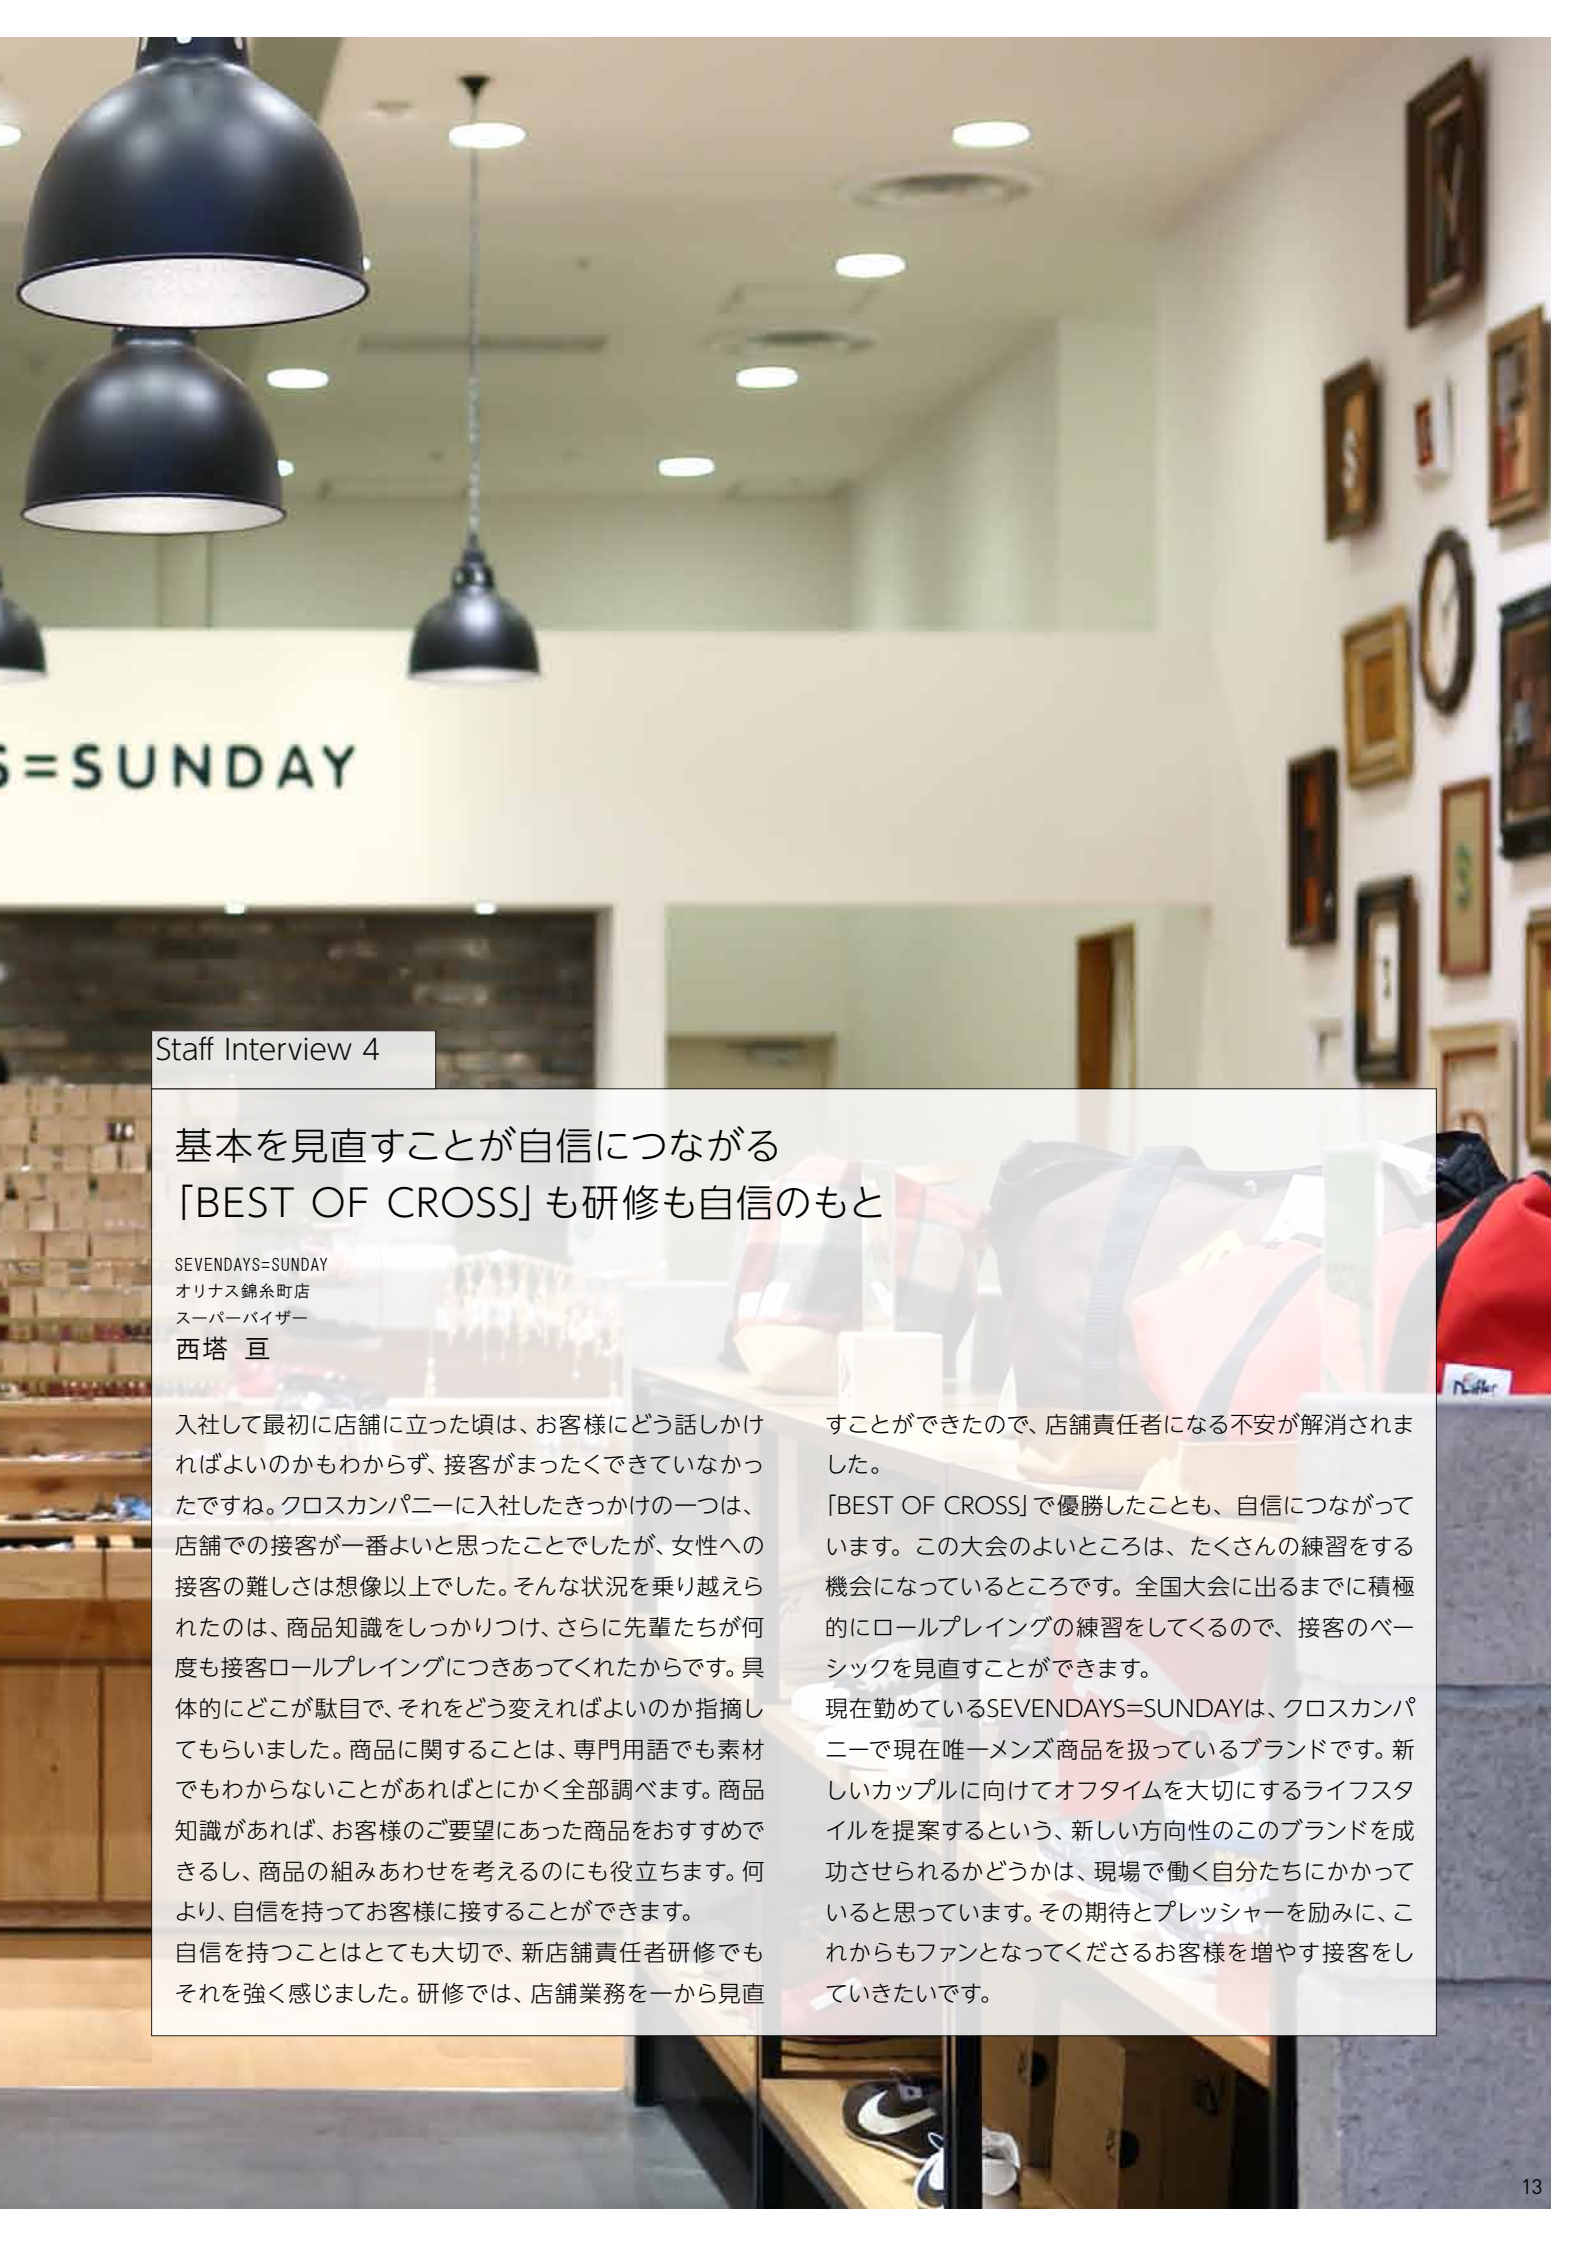 S=SUNDAY
Staff Interview 4
基本を見直すことが自信につながる
「BEST OF CROSS」も研修も自信のもと
SEVENDAYS=SUNDAY
オリナス錦糸町店
スーパーバイザー
西塔 亘
入社して最初に店舗に立った頃は、お客様にどう話しかけ
ればよいのかもわからず、接客がまったくできていなかっ
たですね。クロスカンパニーに入社したきっかけの一つは、
店舗での接客が一番よいと思ったことでしたが、女性への
接客の難しさは想像以上でした。そんな状況を乗り越えら
れたのは、商品知識をしっかりつけ、さらに先輩たちが何
度も接客ロールプレイングにつきあってくれたからです。具
体的にどこが駄目で、それをどう変えればよいのか指摘し
てもらいました。商品に関することは、専門用語でも素材
でもわからないことがあればとにかく全部調べます。商品
知識があれば、お客様のご要望にあった商品をおすすめで
きるし、商品の組みあわせを考えるのにも役立ちます。何
より、自信を持ってお客様に接することができます。
自信を持つことはとても大切で、新店舗責任者研修でも
それを強く感じました。研修では、店舗業務を一から見直
すことができたので、店舗責任者になる不安が解消されま
した。
「BEST OF CROSS」で優勝したことも、自信につながって
います。この大会のよいところは、たくさんの練習をする
機会になっているところです。全国大会に出るまでに積極
的にロールプレイングの練習をしてくるので、接客のベー
シックを見直すことができます。
現在勤めているSEVENDAYS=SUNDAYは、クロスカンパ
ニーで現在唯一メンズ商品を扱っているブランドです。新
しいカップルに向けてオフタイムを大切にするライフスタ
イルを提案するという、新しい方向性のこのブランドを成
功させられるかどうかは、現場で働く自分たちにかかって
いると思っています。その期待とプレッシャーを励みに、こ
れからもファンとなってくださるお客様を増やす接客をし
ていきたいです。
13